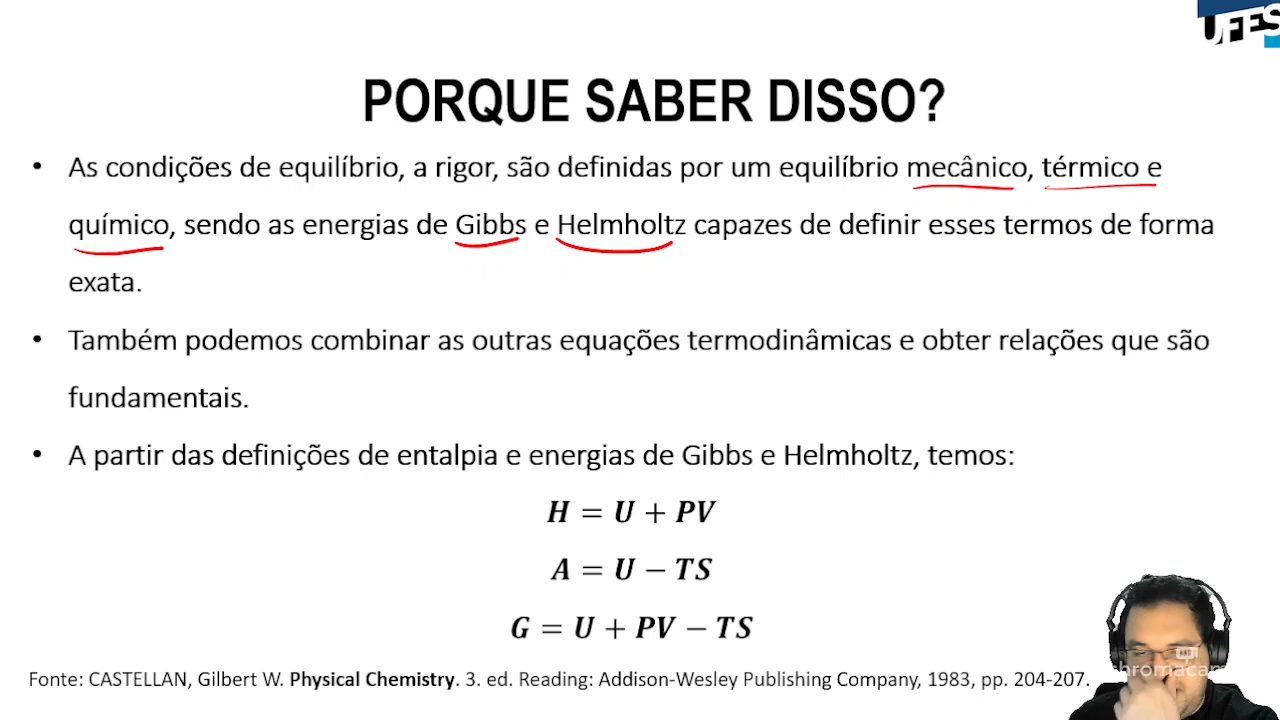 UFES
PORQUE SABER DISSO?
• As condições de equilíbrio, a rigor, são definidas por um equilíbrio mecânico, térmico e
químico, sendo as energias de Gibbs e Helmholtz capazes de definir esses termos de forma
exata.
• Também podemos combinar as outras equações termodinâmicas e obter relações que são
fundamentais.
• A partir das definições de entalpia e energias de Gibbs e Helmholtz, temos:
H = U + PV
A = U − TS
G = U + PV − TS
Fonte: CASTELLAN, Gilbert W. Physical Chemistry. 3. ed. Reading: Addison-Wesley Publishing Company, 1983, pp. 204-207.
chromacam